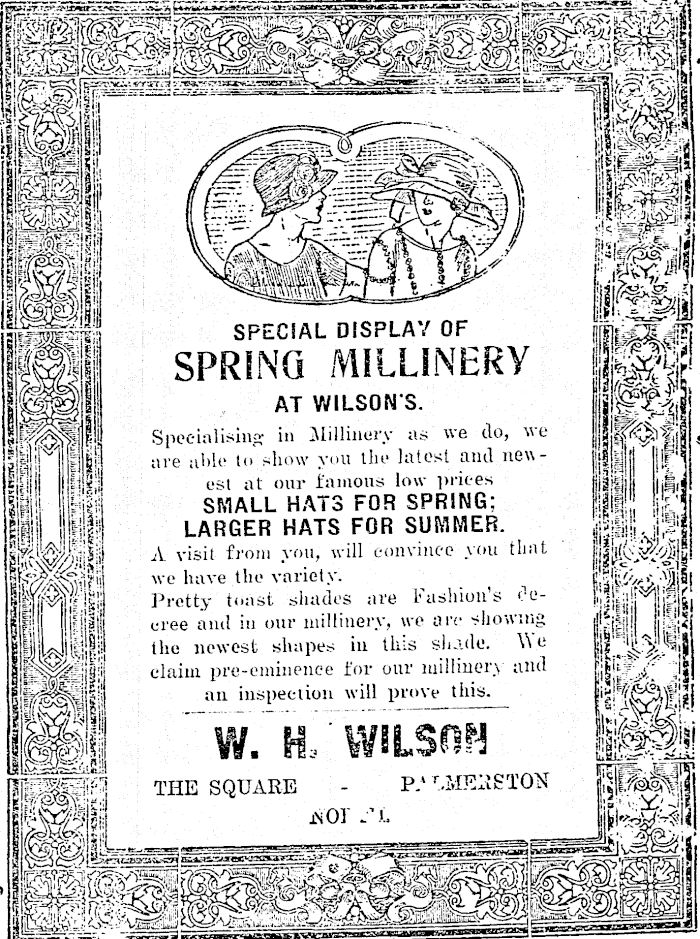 SPECIAL DISPLAY OF
SPRING MILLINERY
AT WILSON'S.
Specialising in Millinery as we do, we
are able to show you the latest and new-
est at our famous low prices
SMALL HATS FOR SPRING;
LARGER HATS FOR SUMMER.
A visit from you, will convince you that
we have the variety.
Pretty toast shades are Fashion's de-
cree and in our millinery, we are showing
the newest shapes in this shade. We
claim pre-eminence for our millinery and
an inspection will prove this.
W. H. WILSON
THE SQUARE - PALMERSTON